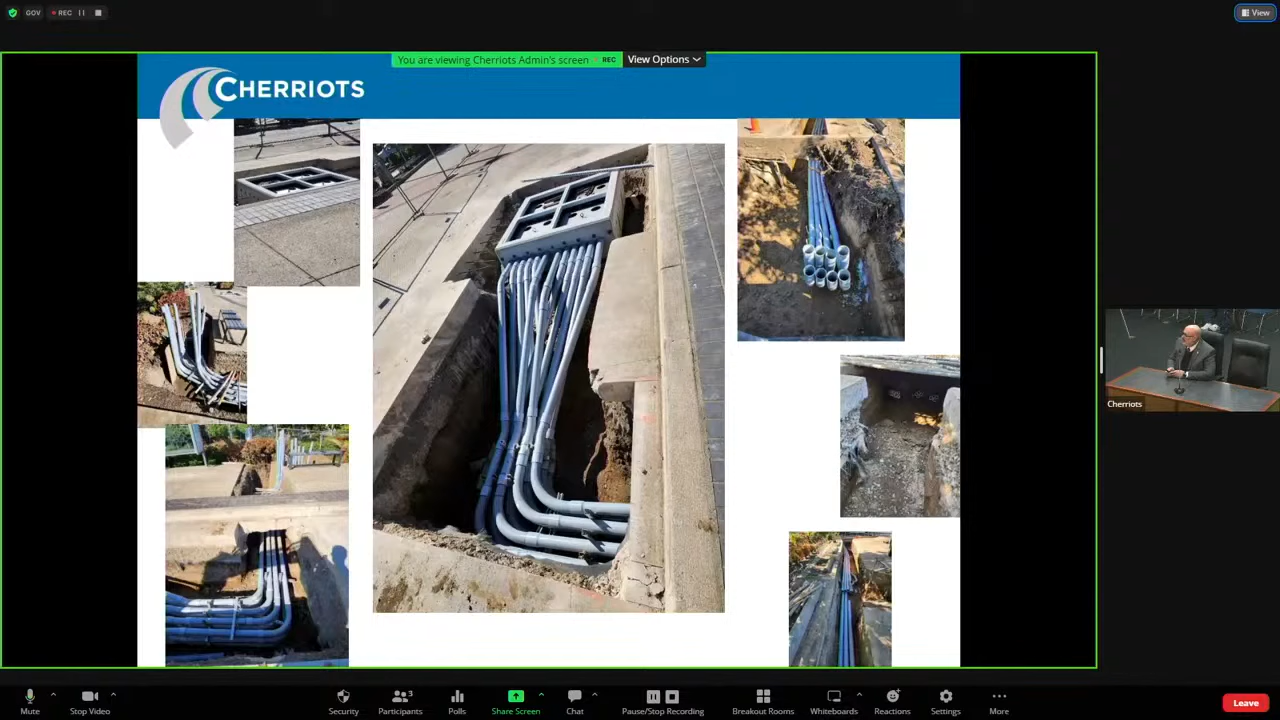 GOV
REC
View
You are viewing Cherriots Admin's screen
REC
View Options
CHERRIOTS
Cherriots
Mute
Stop Video
Security
3
Participants
Polls
Share Screen
Chat
Pause/Stop Recording
Breakout Rooms
Whiteboards
Reactions
Settings
More
Leave